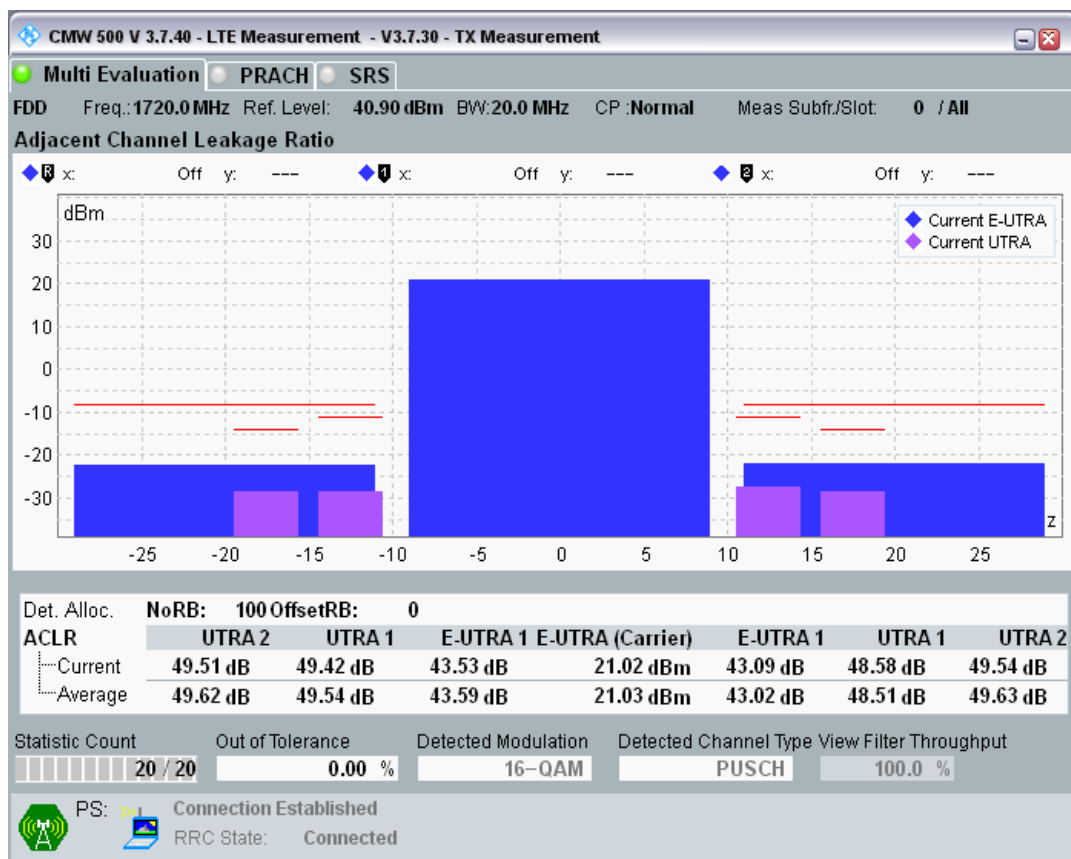 CMW 500 V 3.7.40 - LTE Measurement - V3.7.30 - TX Measurement
Multi Evaluation PRACH SRS
FDD Freq.: 1720.0 MHz Ref. Level: 40.90 dBm BW: 20.0 MHz CP :Normal Meas Subfr./Slot: 0 / All
Adjacent Channel Leakage Ratio
R x: Off y: --- 1 x: Off y: --- 2 x: Off y: ---
dBm
Current E-UTRA
Current UTRA
30
20
10
0
-10
-20
-30
z
-25 -20 -15 -10 -5 0 5 10 15 20 25
Det. Alloc. NoRB: 100 OffsetRB: 0
ACLR UTRA 2 UTRA 1 E-UTRA 1 E-UTRA (Carrier) E-UTRA 1 UTRA 1 UTRA 2
Current 49.51 dB 49.42 dB 43.53 dB 21.02 dBm 43.09 dB 48.58 dB 49.54 dB
Average 49.62 dB 49.54 dB 43.59 dB 21.03 dBm 43.02 dB 48.51 dB 49.63 dB
Statistic Count Out of Tolerance Detected Modulation Detected Channel Type View Filter Throughput
20 / 20 0.00 % 16-QAM PUSCH 100.0 %
PS: Connection Established
RRC State: Connected